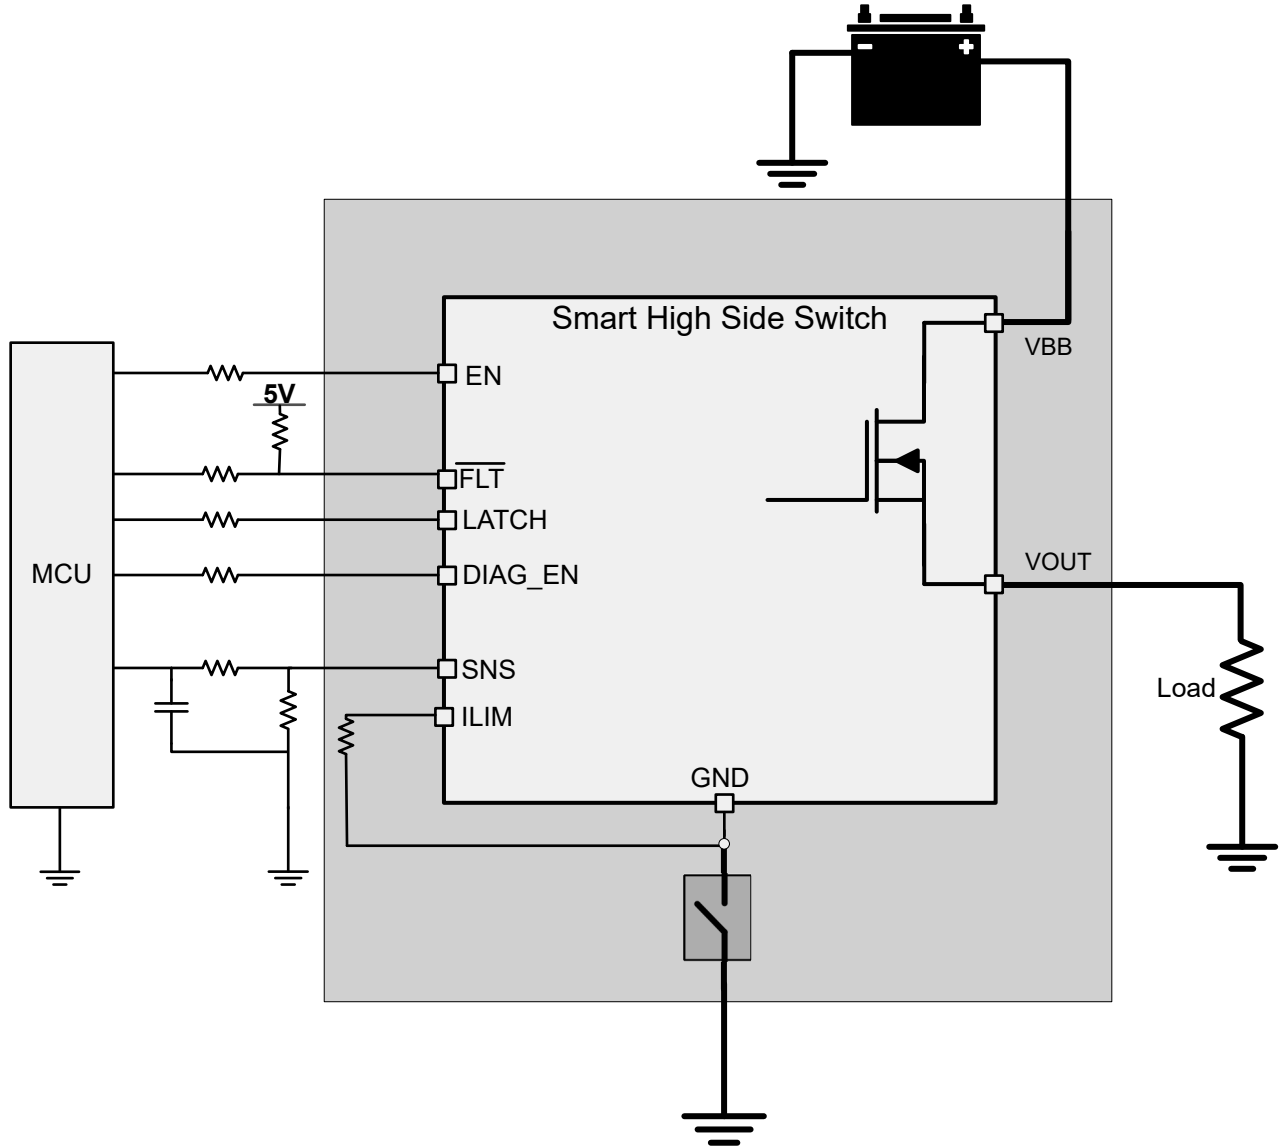 Smart High Side Switch
VBB
EN
5V
FLT
LATCH
MCU
DIAG_EN
VOUT
SNS
Load
ILIM
GND